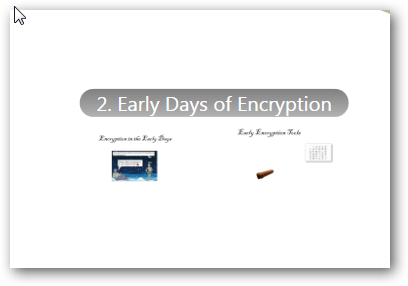 2. Early Days of Encryption
Encryption in the Early Days
Early Encryption Tools